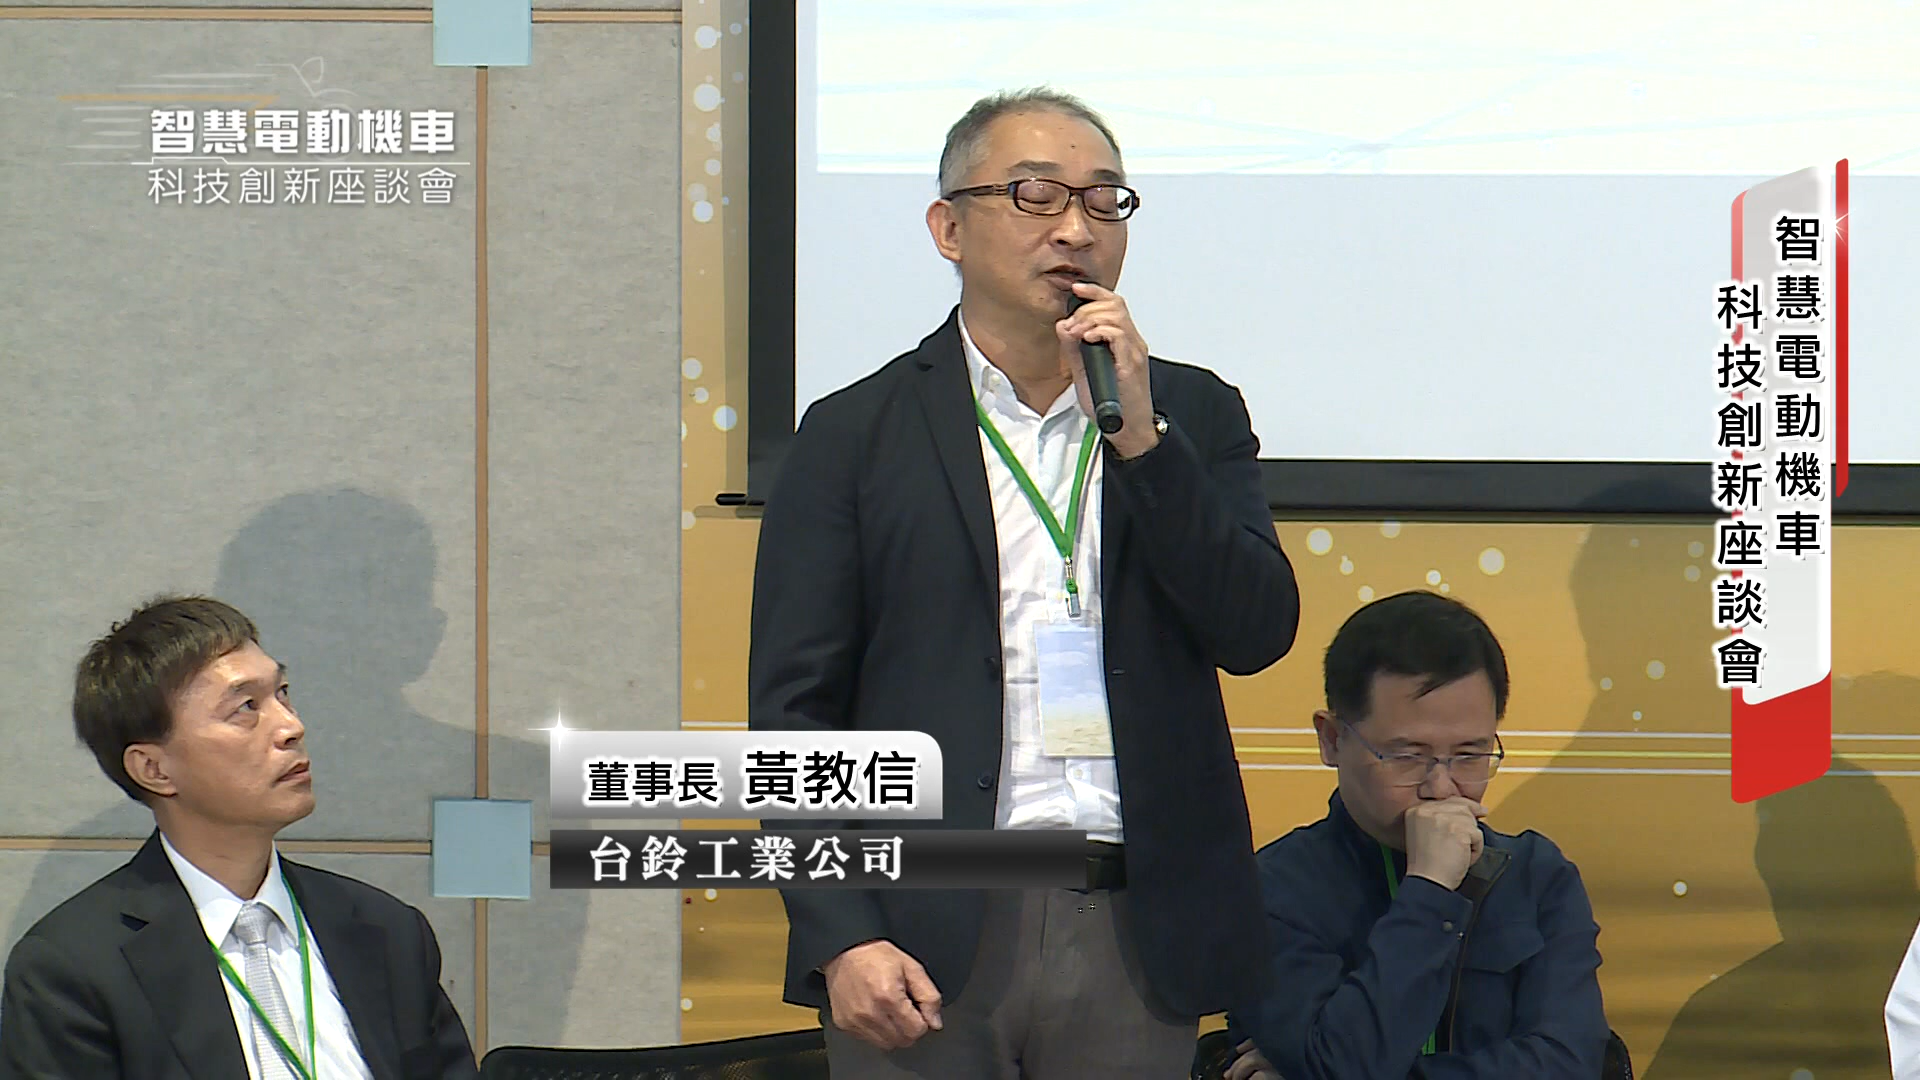 智慧電動機車
科技創新座談會
智慧電動機車
科技創新座談會
董事長 黃教信
台鈴工業公司